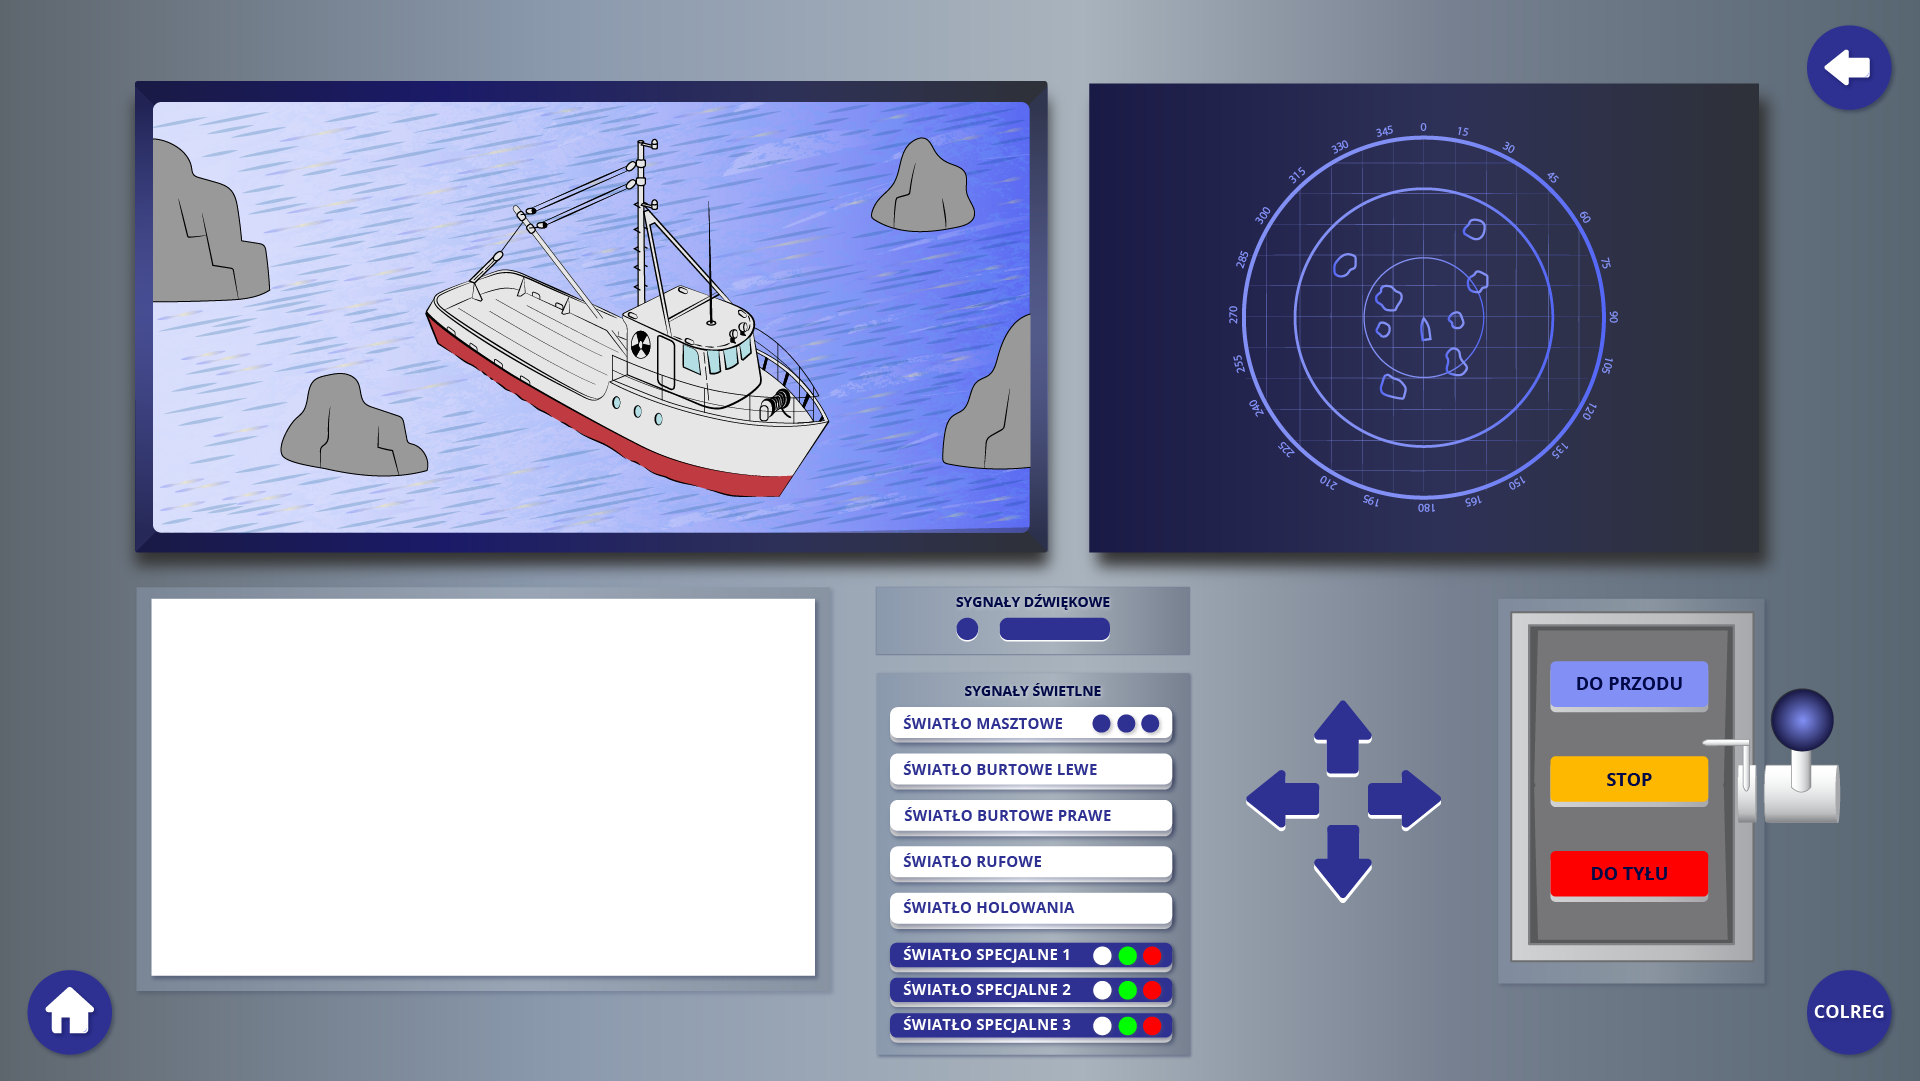 0
15
30
45
60
75
90
105
120
135
150
165
180
195
210
225
240
255
270
285
300
315
330
345
SYGNAŁY DŹWIĘKOWE
SYGNAŁY ŚWIETLNE
ŚWIATŁO MASZTOWE
ŚWIATŁO BURTOWE LEWE
ŚWIATŁO BURTOWE PRAWE
ŚWIATŁO RUFOWE
ŚWIATŁO HOLOWANIA
ŚWIATŁO SPECJALNE 1
ŚWIATŁO SPECJALNE 2
ŚWIATŁO SPECJALNE 3
DO PRZODU
STOP
DO TYŁU
COLREG